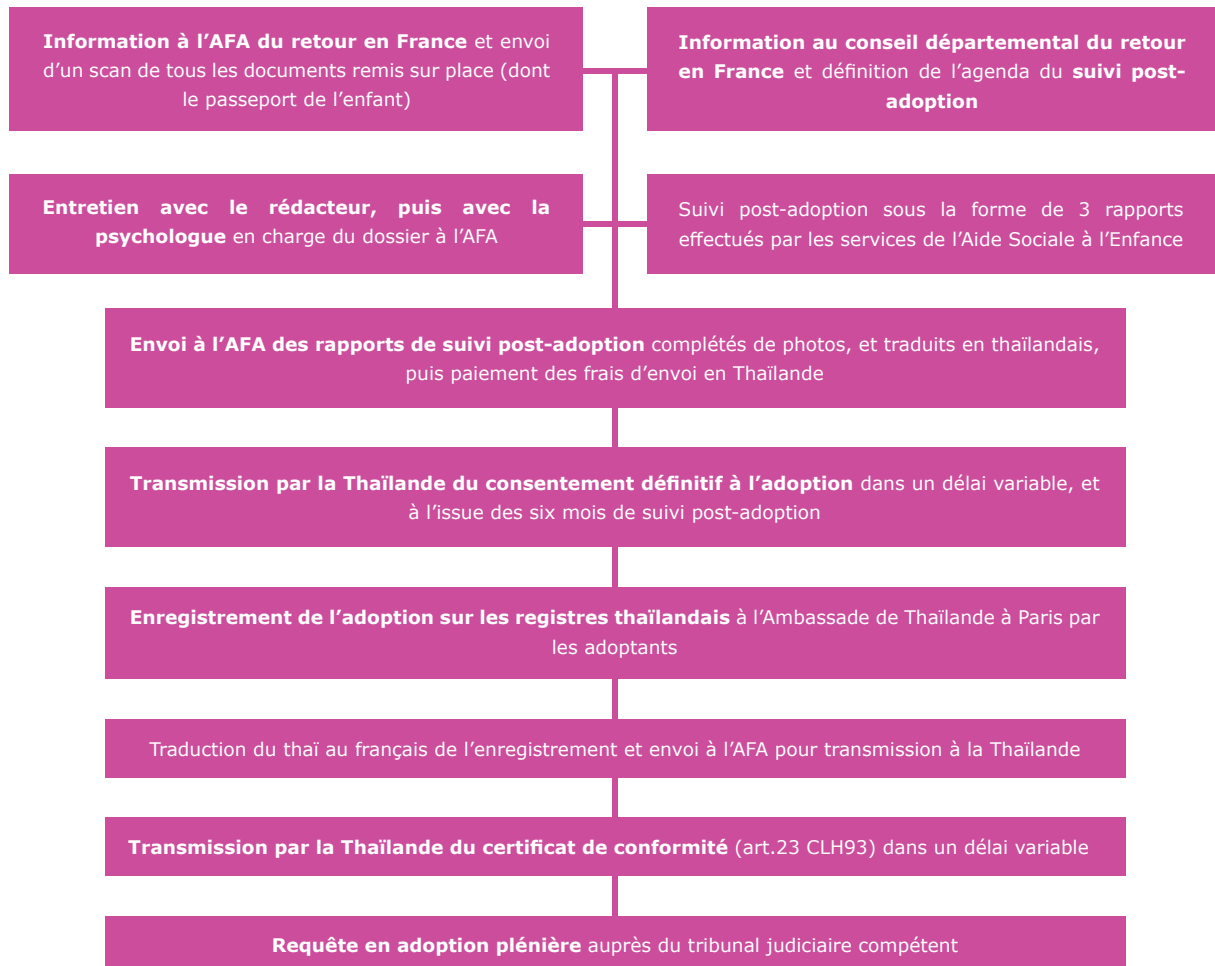 Information à l’AFA du retour en France et envoi
d’un scan de tous les documents remis sur place (dont
le passeport de l’enfant)
Information au conseil départemental du retour
en France et définition de l’agenda du suivi post-
adoption
Entretien avec le rédacteur, puis avec la
psychologue en charge du dossier à l’AFA
Suivi post-adoption sous la forme de 3 rapports
effectués par les services de l’Aide Sociale à l’Enfance
Envoi à l’AFA des rapports de suivi post-adoption complétés de photos, et traduits en thaïlandais,
puis paiement des frais d’envoi en Thaïlande
Transmission par la Thaïlande du consentement définitif à l’adoption dans un délai variable, et
à l’issue des six mois de suivi post-adoption
Enregistrement de l’adoption sur les registres thaïlandais à l’Ambassade de Thaïlande à Paris par
les adoptants
Traduction du thaï au français de l’enregistrement et envoi à l’AFA pour transmission à la Thaïlande
Transmission par la Thaïlande du certificat de conformité (art.23 CLH93) dans un délai variable
Requête en adoption plénière auprès du tribunal judiciaire compétent